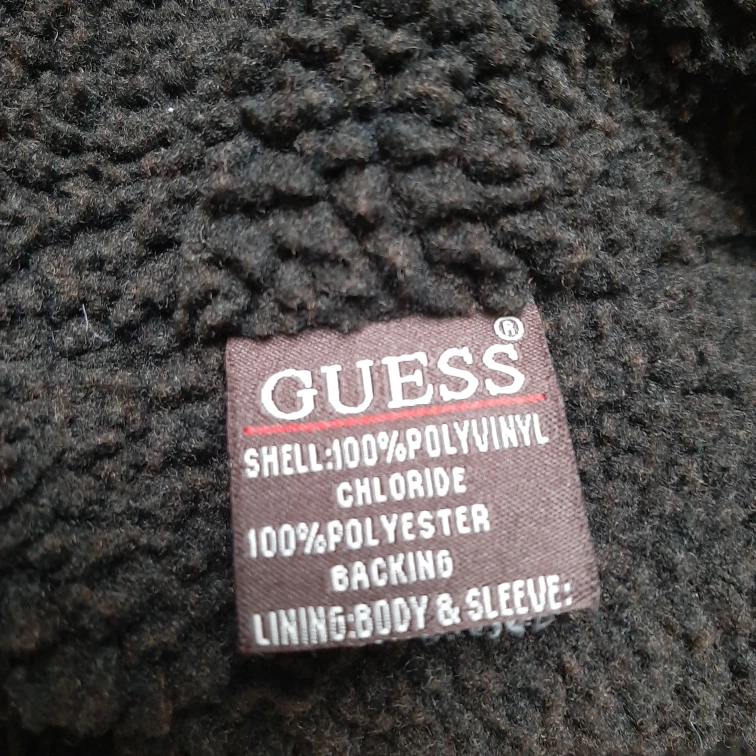 GUESS®
SHELL:100%POLYVINYL
CHLORIDE
100%POLYESTER
BACKING
LINING:BODY & SLEEVE: